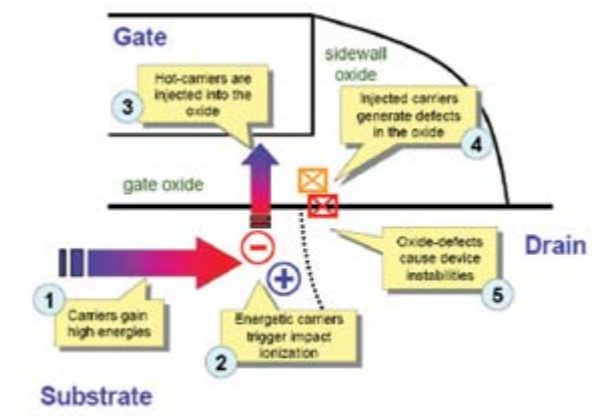 Gate
sidewall
oxide
Hot-carriers are
injected into the
oxide
3
Injected carriers
generate defects
in the oxide
4
gate oxide
Oxide-defects
cause device
instabilities
5
Drain
1
Carriers gain
high energies
Energetic carriers
trigger impact
ionization
2
Substrate